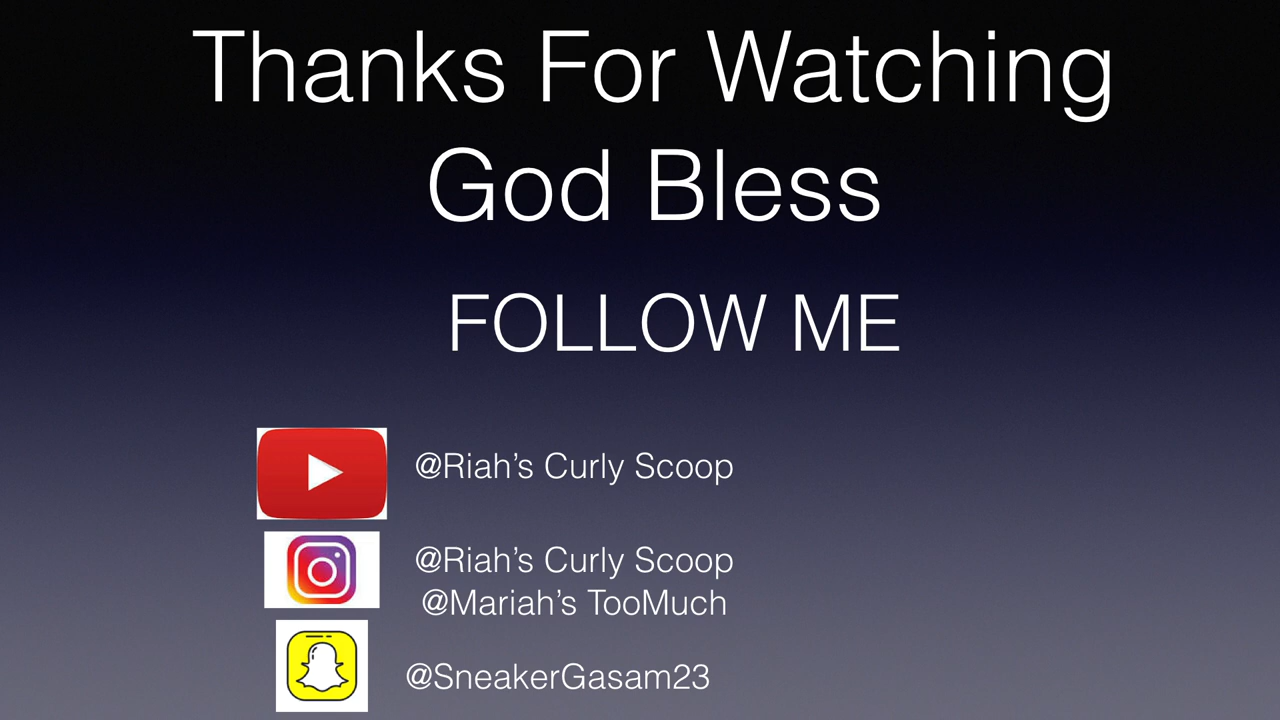 Thanks For Watching
God Bless
FOLLOW ME
@Riah’s Curly Scoop
@Riah’s Curly Scoop
@Mariah’s TooMuch
@SneakerGasam23